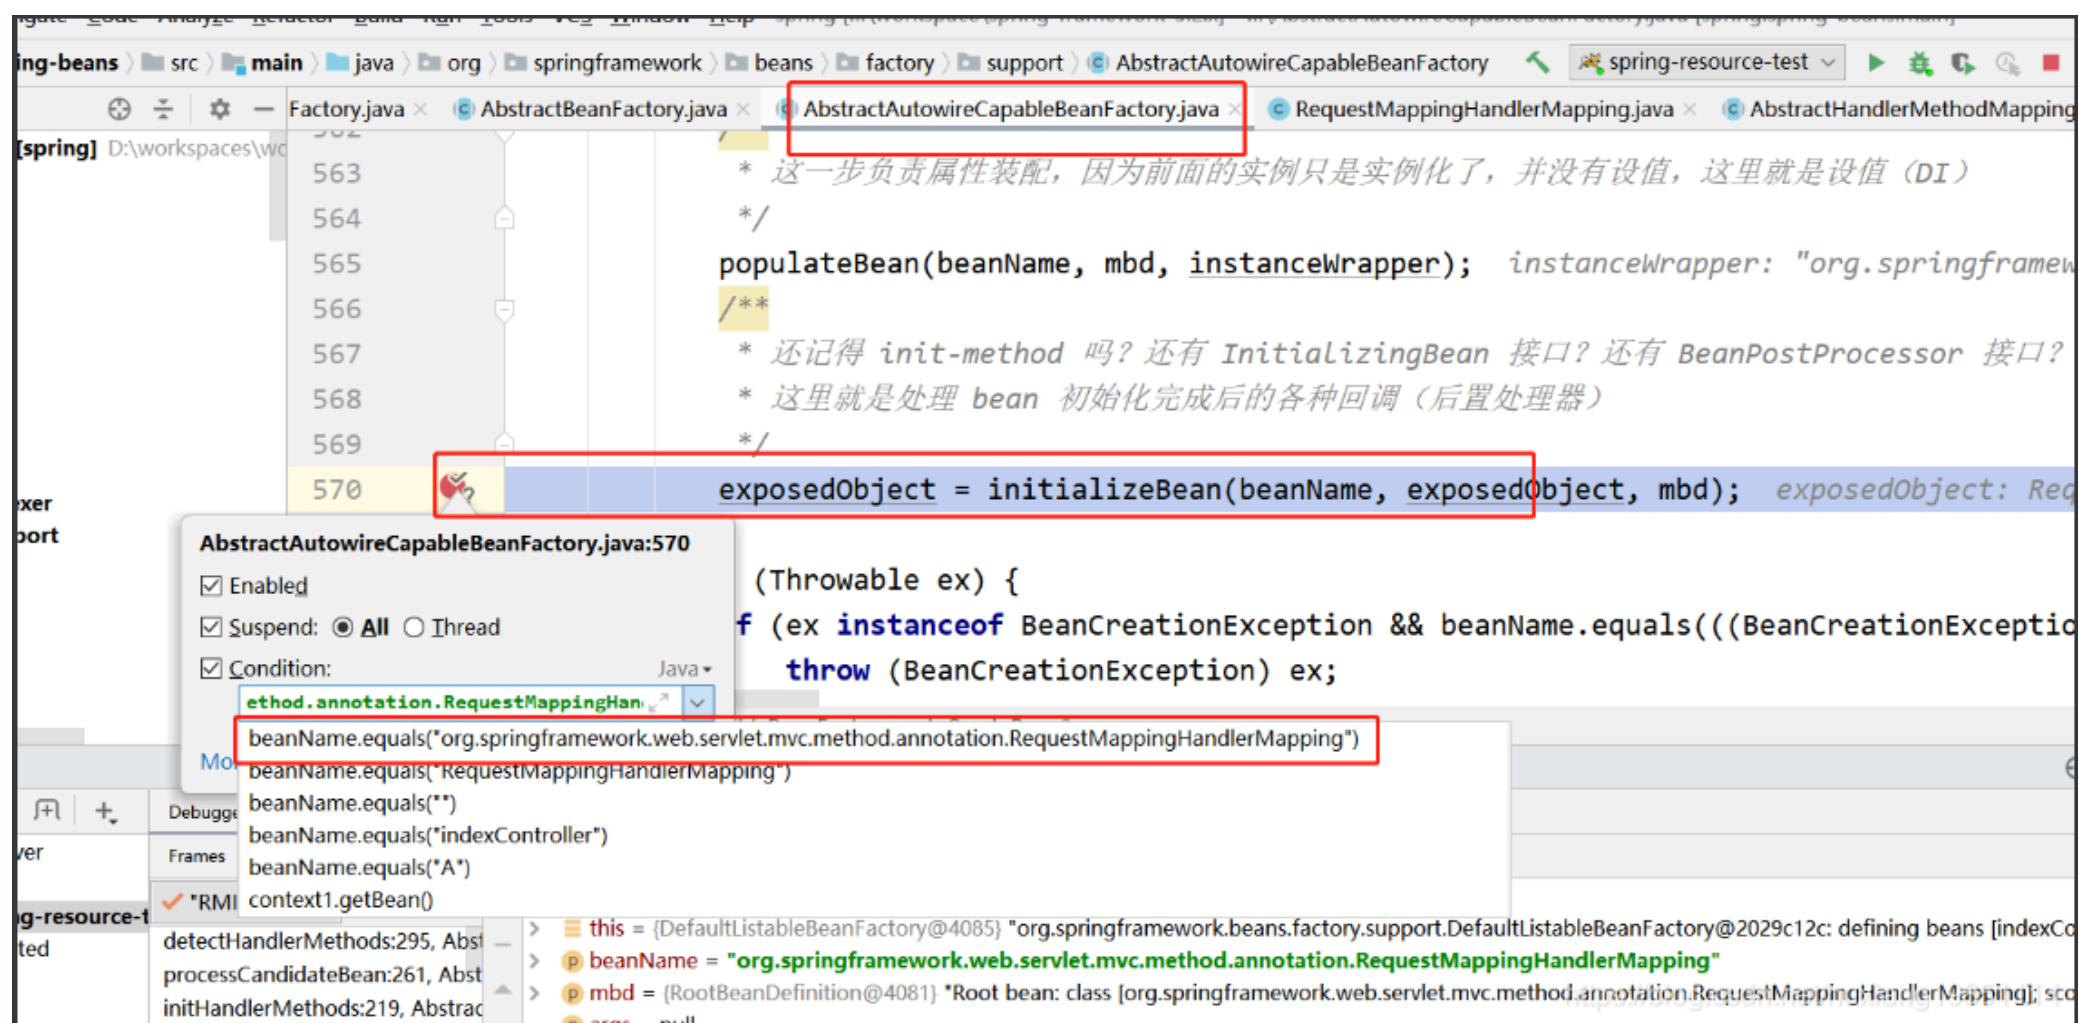 ing-beans src main java org springframework beans factory support AbstractAutowireCapableBeanFactory spring-resource-test
Factory.java AbstractBeanFactory.java AbstractAutowireCapableBeanFactory.java RequestMappingHandlerMapping.java AbstractHandlerMethodMapping
[spring] D:\workspaces\wc
563 * 这一步负责属性装配，因为前面的实例只是实例化了，并没有设值，这里就是设值（DI）
564 */
565 populateBean(beanName, mbd, instanceWrapper); instanceWrapper: "org.springframew
566 /**
567 * 还记得 init-method 吗？还有 InitializingBean 接口？还有 BeanPostProcessor 接口？
568 * 这里就是处理 bean 初始化完成后的各种回调（后置处理器）
569 */
570 exposedObject = initializeBean(beanName, exposedObject, mbd); exposedObject: Req
exer
port
AbstractAutowireCapableBeanFactory.java:570
Enabled
(Throwable ex) {
Suspend: All Thread
f (ex instanceof BeanCreationException && beanName.equals(((BeanCreationExceptio
Condition: Java
throw (BeanCreationException) ex;
ethod.annotation.RequestMappingHan
beanName.equals("org.springframework.web.servlet.mvc.method.annotation.RequestMappingHandlerMapping")
Mo
beanName.equals("RequestMappingHandlerMapping")
beanName.equals("")
beanName.equals("indexController")
beanName.equals("A")
context1.getBean()
Debugge
ver
Frames
"RMI
g-resource-t
ted
detectHandlerMethods:295, Abst
processCandidateBean:261, Abst
initHandlerMethods:219, Abstrac
this = {DefaultListableBeanFactory@4085} "org.springframework.beans.factory.support.DefaultListableBeanFactory@2029c12c: defining beans [indexCo
beanName = "org.springframework.web.servlet.mvc.method.annotation.RequestMappingHandlerMapping"
mbd = {RootBeanDefinition@4081} "Root bean: class [org.springframework.web.servlet.mvc.method.annotation.RequestMappingHandlerMapping]; sco